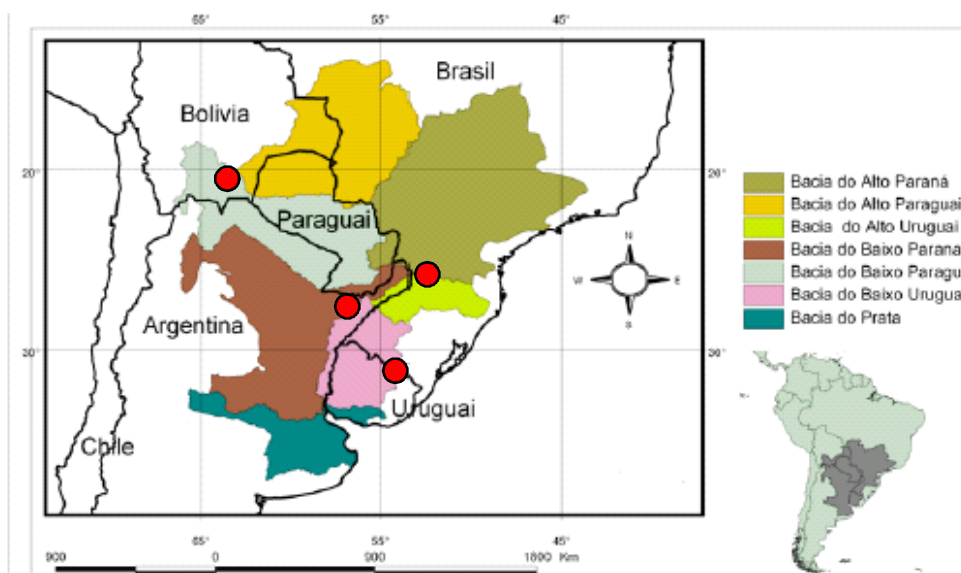 65° 55° 45°
Brasil
Bolivia
20° 20°
Paraguai
Argentina
30° 30°
Uruguai
Chile
65° 55° 45°
900 0 900 1800 Km
N
W E
S
Bacia do Alto Paraná
Bacia do Alto Paraguai
Bacia do Alto Uruguai
Bacia do Baixo Parana
Bacia do Baixo Paragu
Bacia do Baixo Urugua
Bacia do Prata